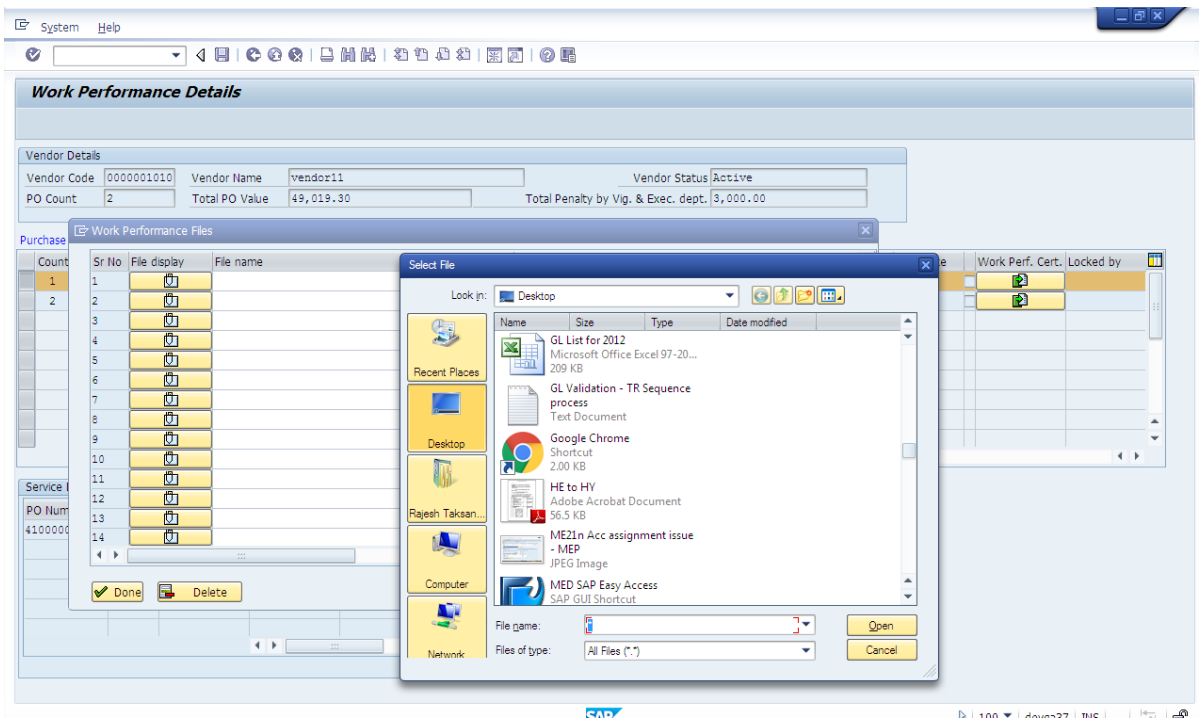 System Help
Work Performance Details
Vendor Details
Vendor Code 0000001010 Vendor Name vendor11 Vendor Status Active
PO Count 2 Total PO Value 49,019.30 Total Penalty by Vig. & Exec. dept. 3,000.00
Work Performance Files
Purchase
Count Sr No File display File name Select File Work Perf. Cert. Locked by
1 1
2 2
3
4
5
6
7
8
9
10
11
12
13
14
Look in: Desktop
Name Size Type Date modified
GL List for 2012
Microsoft Office Excel 97-20...
209 KB
GL Validation - TR Sequence
process
Text Document
Google Chrome
Shortcut
2.00 KB
HE to HY
Adobe Acrobat Document
56.5 KB
ME21n Acc assignment issue
- MEP
JPEG Image
MED SAP Easy Access
SAP GUI Shortcut
Recent Places
Desktop
Rajesh Taksan...
Computer
Network
File name: Open
Files of type: All Files (*.*) Cancel
Service
PO Num
4100000
Done Delete
SAP 100 INS